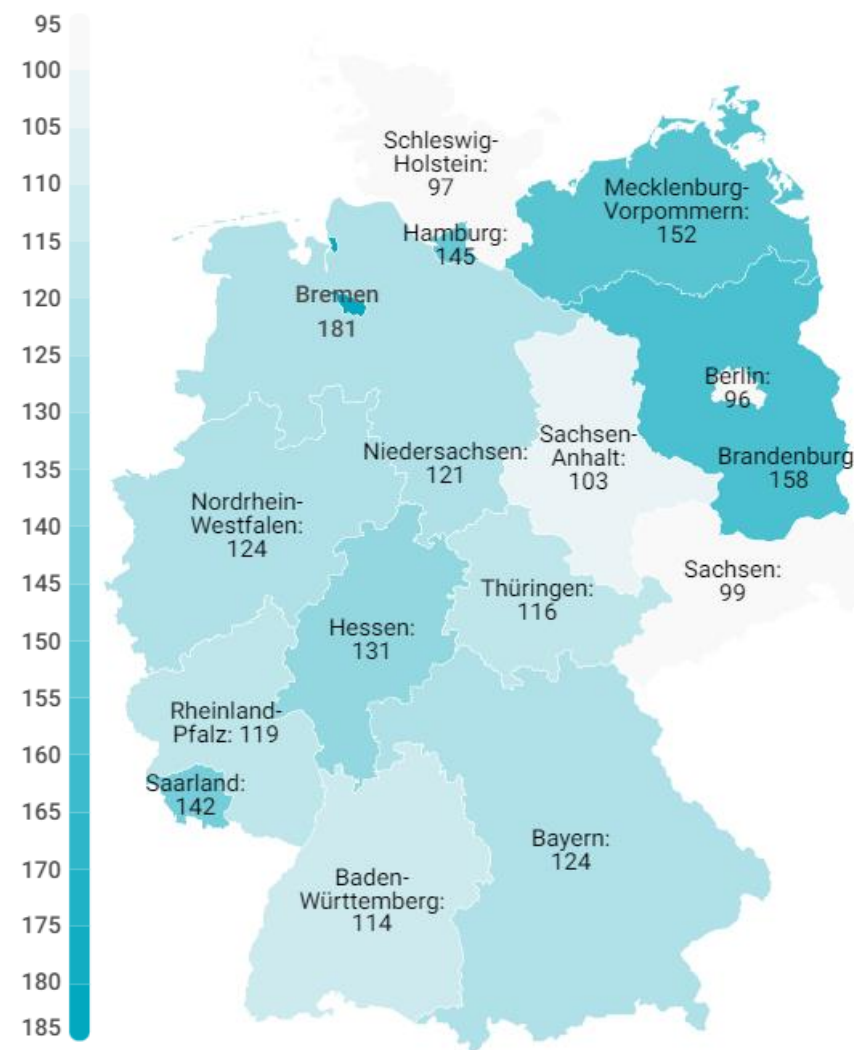 95
100
105
110
115
120
125
130
135
140
145
150
155
160
165
170
175
180
185
Schleswig-
Holstein:
97
Mecklenburg-
Vorpommern:
152
Hamburg:
145
Bremen
181
Berlin:
96
Brandenburg
158
Niedersachsen:
121
Sachsen-
Anhalt:
103
Nordrhein-
Westfalen:
124
Sachsen:
99
Thüringen:
116
Hessen:
131
Rheinland-
Pfalz: 119
Saarland:
142
Bayern:
124
Baden-
Württemberg:
114